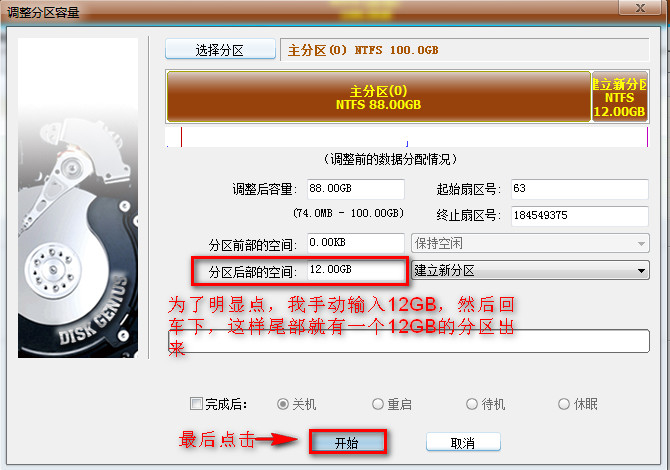 调整分区容量
选择分区
主分区(0) NTFS 100.0GB
主分区(0)
NTFS 88.00GB
建立新分区
NTFS
12.00GB
(调整前的数据分配情况)
调整后容量: 88.00GB 起始扇区号: 63
(74.0MB - 100.00GB) 终止扇区号: 184549375
分区前部的空间: 0.00KB 保持空闲
分区后部的空间: 12.00GB 建立新分区
为了明显点，我手动输入12GB，然后回
车下，这样尾部就有一个12GB的分区出
来
完成后: 关机 重启 待机 休眠
最后点击 开始 取消
DISK GENIUS